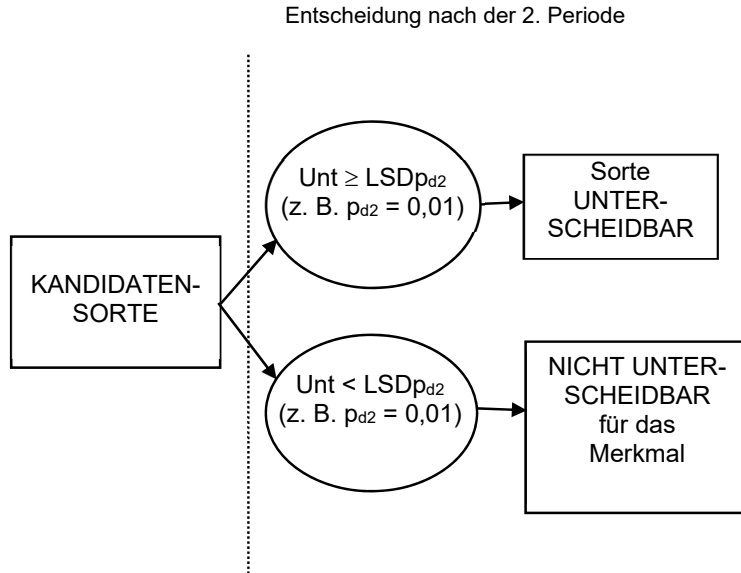 Entscheidung nach der 2. Periode
Unt ≥ LSDpd2
(z. B. pd2 = 0,01)
Sorte
UNTER-
SCHEIDBAR
KANDIDATEN-
SORTE
Unt < LSDpd2
(z. B. pd2 = 0,01)
NICHT UNTER-
SCHEIDBAR
für das
Merkmal